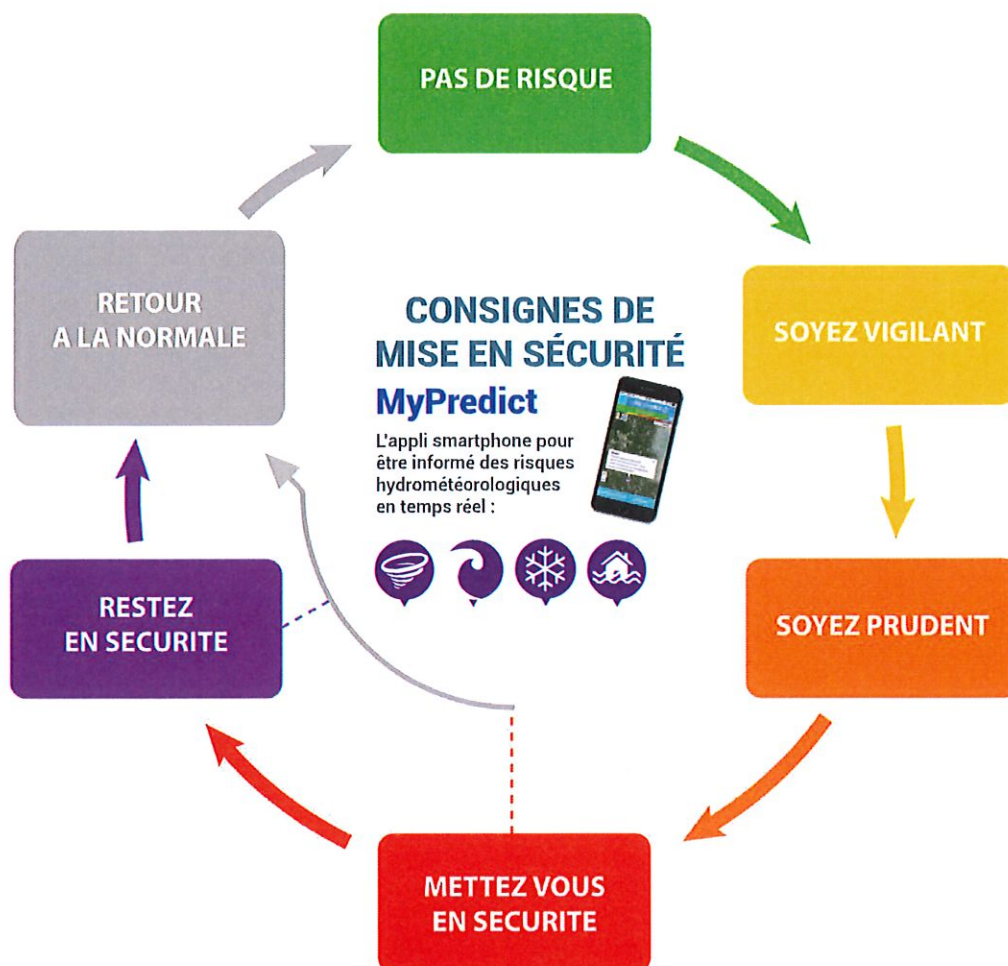 PAS DE RISQUE
SOYEZ VIGILANT
SOYEZ PRUDENT
METTEZ VOUS
EN SECURITE
RESTEZ
EN SECURITE
RETOUR
A LA NORMALE
CONSIGNES DE
MISE EN SÉCURITÉ
MyPredict
L'appli smartphone pour
être informé des risques
hydrométéorologiques
en temps réel :